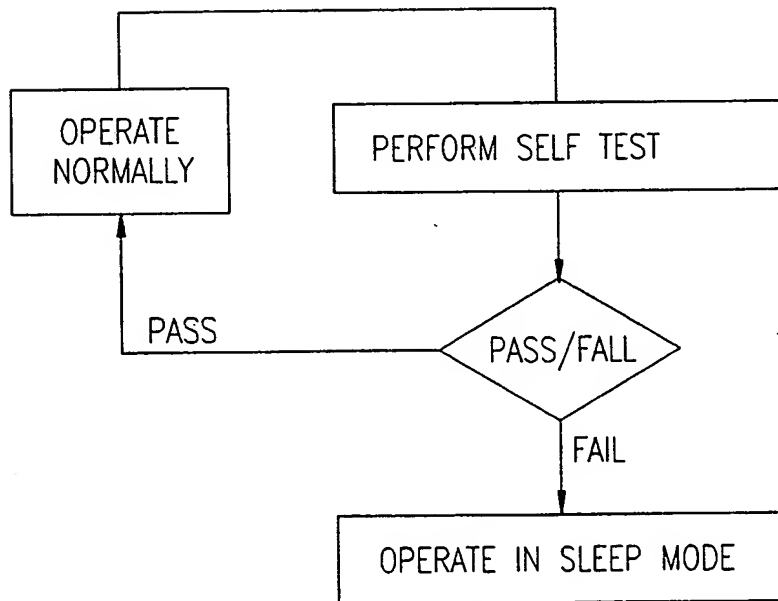 OPERATE
NORMALLY
PERFORM SELF TEST
PASS
PASS/FALL
FAIL
OPERATE IN SLEEP MODE